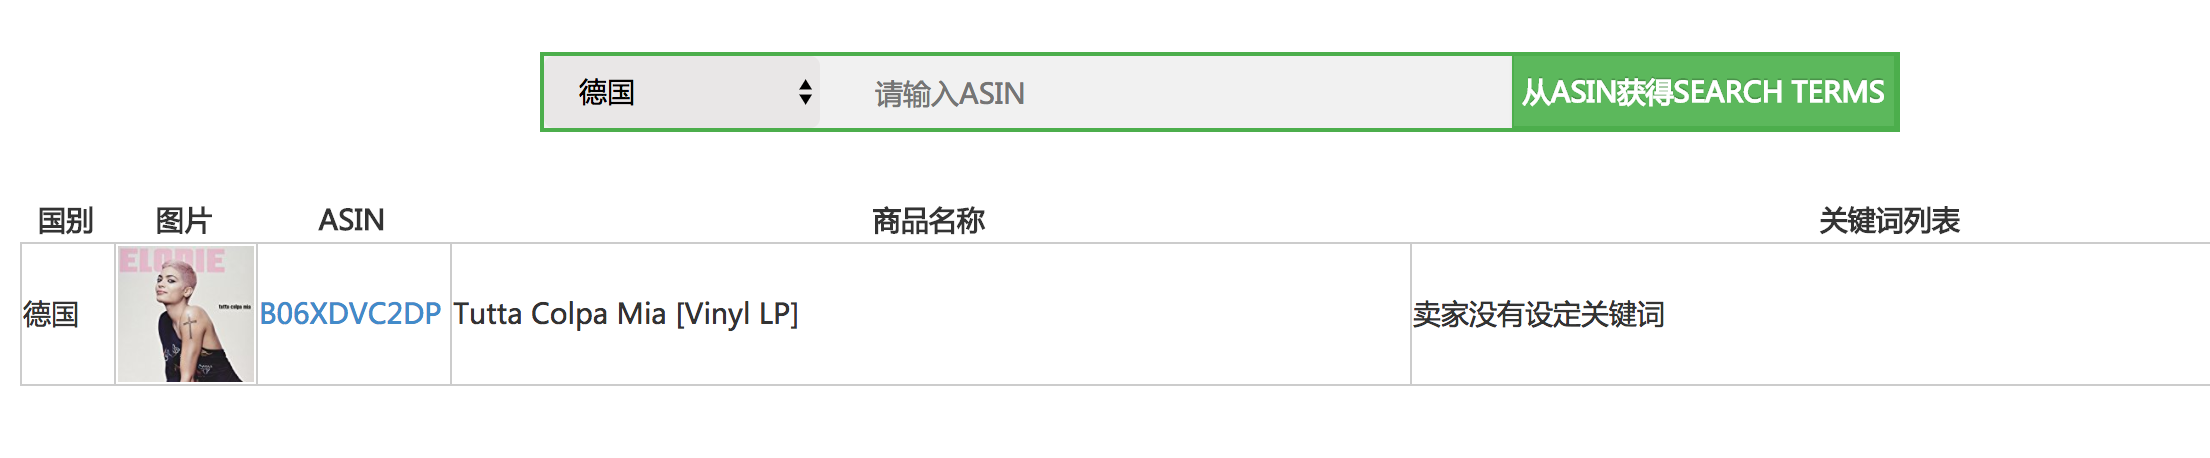 德国
请输入ASIN
从ASIN获得SEARCH TERMS
国别 图片 ASIN 商品名称 关键词列表
ELODIE
tutta colpa mia
德国 B06XDVC2DP Tutta Colpa Mia [Vinyl LP] 卖家没有设定关键词